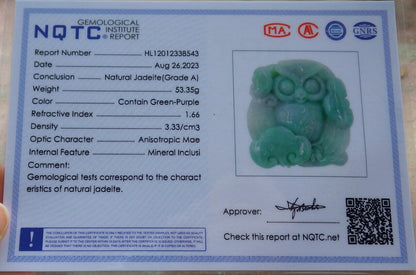 NQTC
GEMOLOGICAL
INSTITUTE
REPORT
MA
GNRS
Report Number HL12012338543
Date Aug 26,2023
Conclusion Natural Jadeite(Grade A)
Weight 53.35g
Color Contain Green-Purple
Refractive Index 1.66
Density 3.33/cm3
Optic Character Anisotropic Mae
Internal Feature Mineral Inclusi
Comment:
Gemological tests correspond to the charact
eristics of natural jadeite.
Approver:
Check this report at NQTC.net